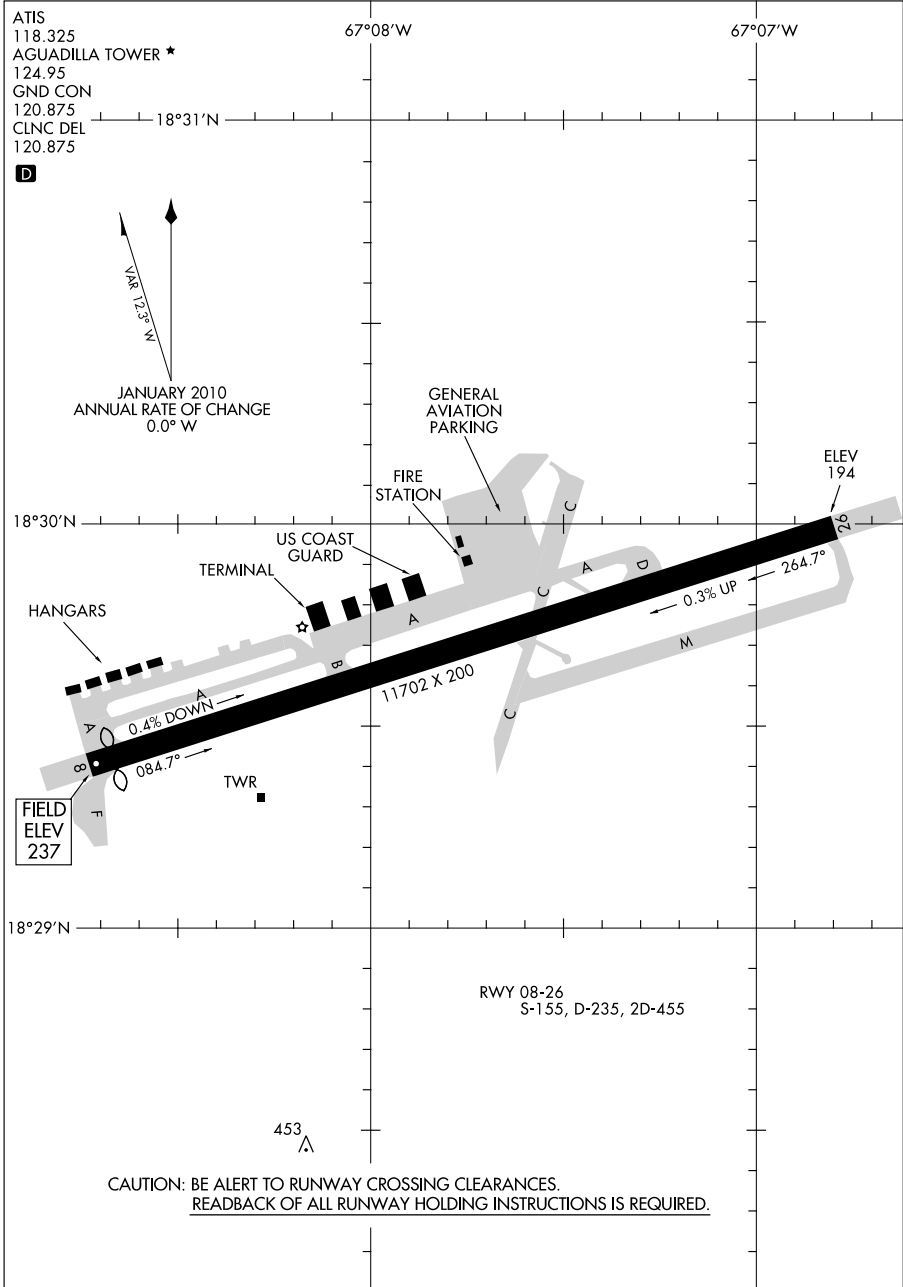 ATIS
118.325
AGUADILLA TOWER
124.95
GND CON
120.875
CLNC DEL
120.875
D
67°08'W
67°07'W
18°31'N
VAR 12.3° W
JANUARY 2010
ANNUAL RATE OF CHANGE
0.0° W
GENERAL
AVIATION
PARKING
ELEV
194
FIRE
STATION
18°30'N
US COAST
GUARD
TERMINAL
HANGARS
C
26
A
D
C
264.7°
0.3% UP
A
M
B
11702 X 200
A
0.4% DOWN
A
C
084.7°
8
TWR
F
FIELD
ELEV
237
18°29'N
RWY 08-26
S-155, D-235, 2D-455
453
CAUTION: BE ALERT TO RUNWAY CROSSING CLEARANCES.
READBACK OF ALL RUNWAY HOLDING INSTRUCTIONS IS REQUIRED.